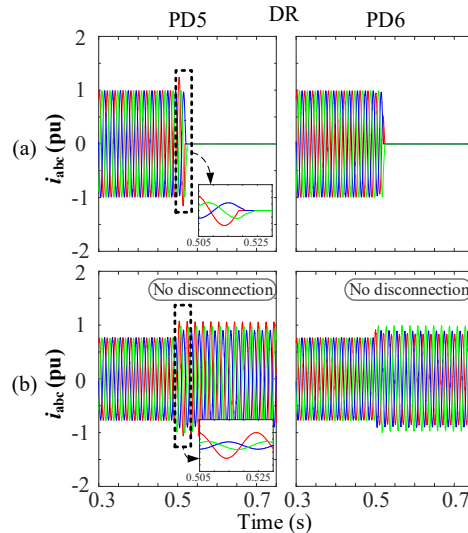 DR
PD5 PD6
2
1
(a) i_abc (pu) 0
-1
-2
0.505 0.525
2
No disconnection No disconnection
1
(b) i_abc (pu) 0
-1
0.505 0.525
-2
0.3 0.5 0.7 0.3 0.5 0.7
Time (s)